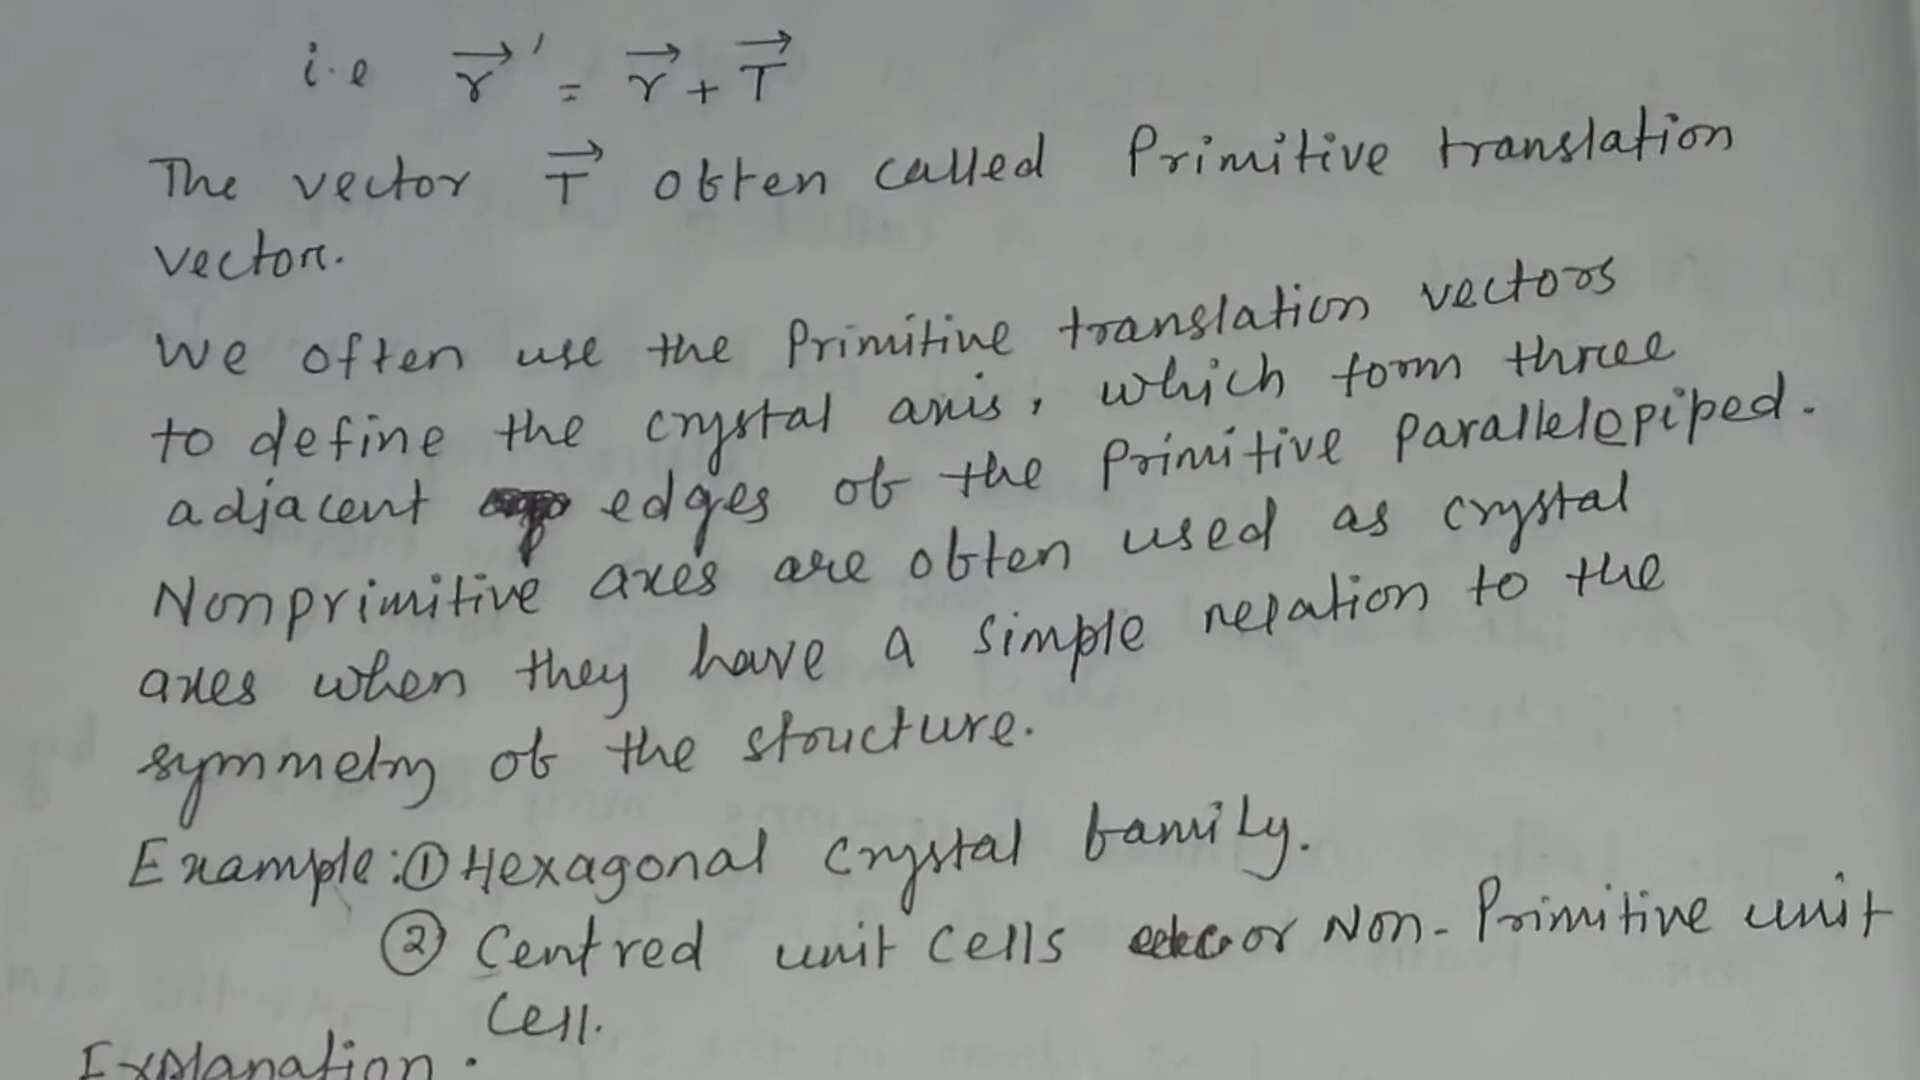 i.e r⃗' = r⃗ + T⃗
The vector T⃗ often called Primitive translation
vector.
We often use the Primitive translation vectors
to define the crystal axis, which form three
adjacent edges of the primitive parallelopiped.
Nonprimitive axes are often used as crystal
axes when they have a simple relation to the
symmetry of the structure.
Example: ① Hexagonal crystal family.
② Centred unit cells or Non-Primitive unit
cell.
Explanation.